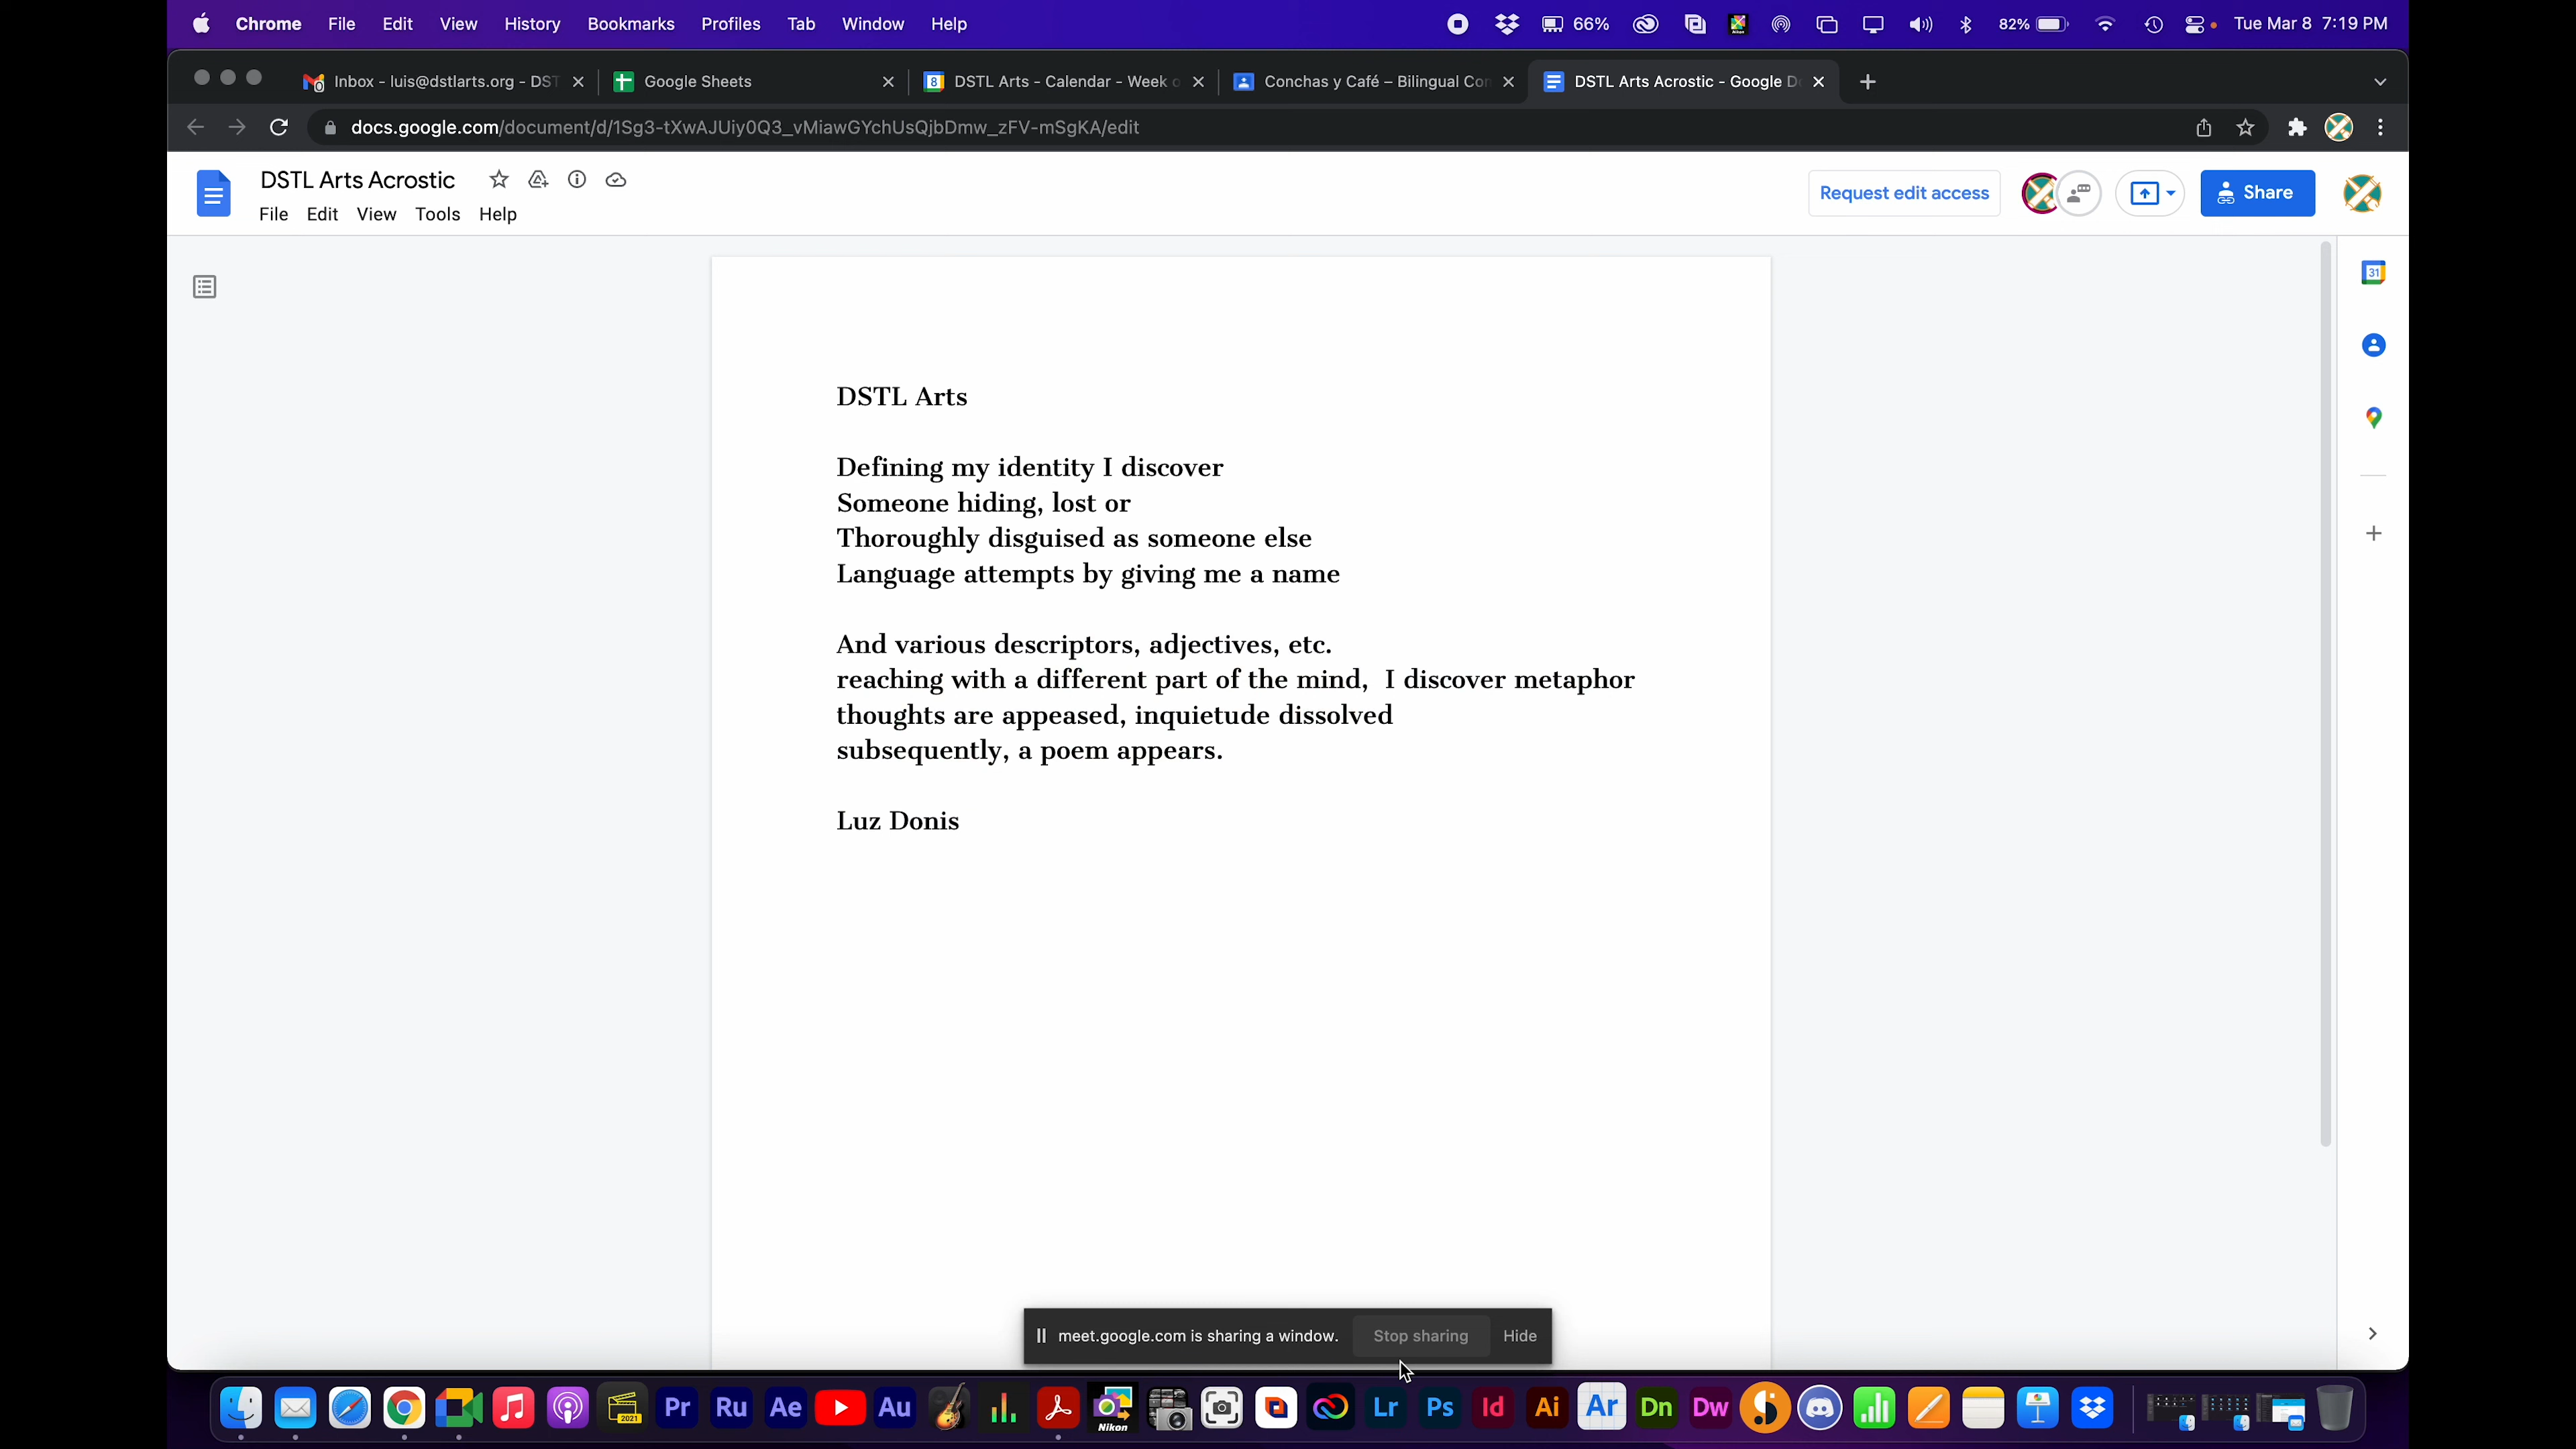 Chrome File Edit View History Bookmarks Profiles Tab Window Help 66% 82% Tue Mar 8 7:19 PM
Inbox - luis@dstlarts.org - DST Google Sheets DSTL Arts - Calendar - Week o Conchas y Café – Bilingual Con DSTL Arts Acrostic - Google Do
docs.google.com/document/d/1Sg3-tXwAJUiy0Q3_vMiawGYchUsQjbDmw_zFV-mSgKA/edit
DSTL Arts Acrostic
File Edit View Tools Help
Request edit access
Share
31
DSTL Arts
Defining my identity I discover
Someone hiding, lost or
Thoroughly disguised as someone else
Language attempts by giving me a name
And various descriptors, adjectives, etc.
reaching with a different part of the mind, I discover metaphor
thoughts are appeased, inquietude dissolved
subsequently, a poem appears.
Luz Donis
meet.google.com is sharing a window. Stop sharing Hide
2021 Pr Ru Ae Au Nikon Lr Ps Id Ai Ar Dn Dw